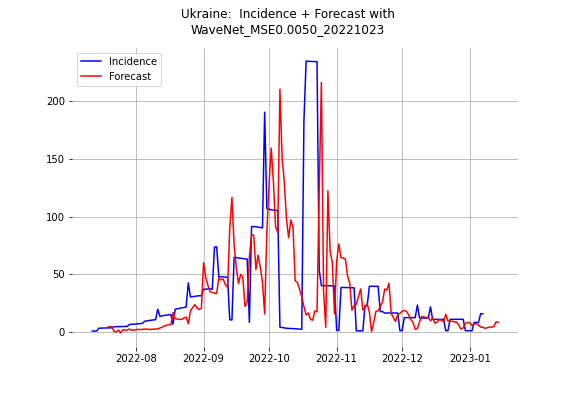 Ukraine:  Incidence + Forecast with
WaveNet_MSE0.0050_20221023
Incidence
Forecast
200
150
100
50
0
2022-08 2022-09 2022-10 2022-11 2022-12 2023-01